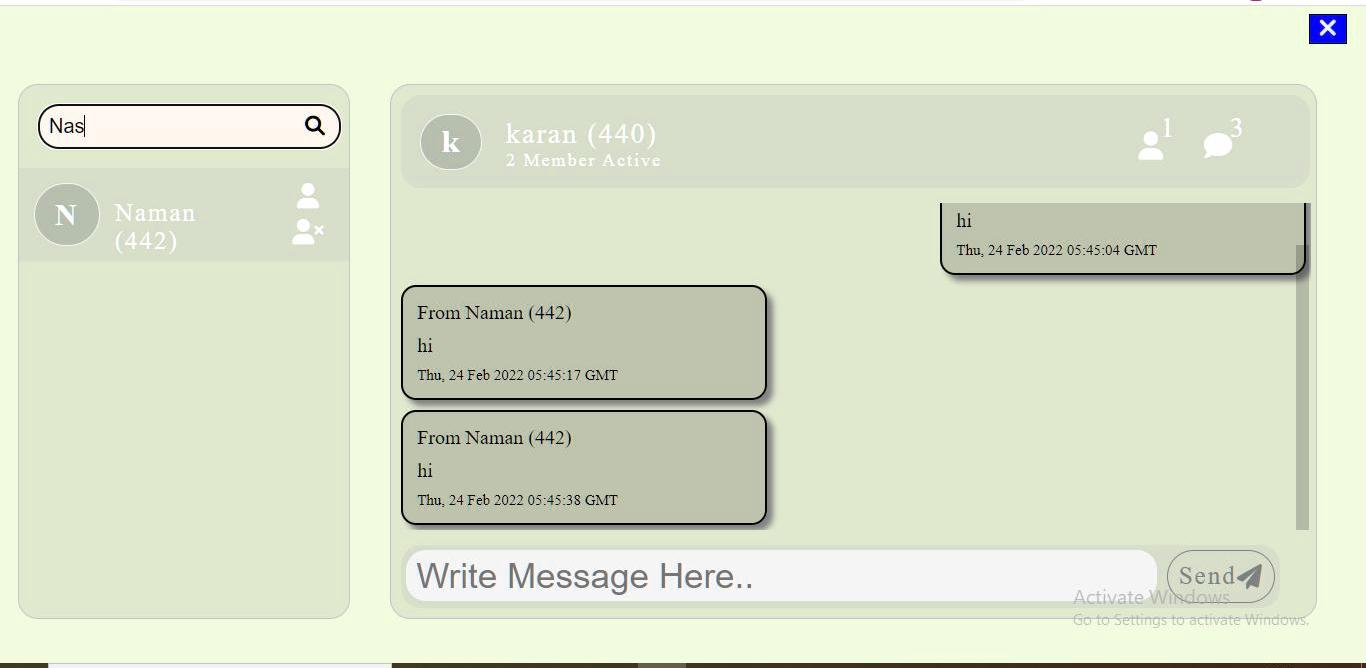 Nas
N
Naman
(442)
k
karan (440)
2 Member Active
1
3
hi
Thu, 24 Feb 2022 05:45:04 GMT
From Naman (442)
hi
Thu, 24 Feb 2022 05:45:17 GMT
From Naman (442)
hi
Thu, 24 Feb 2022 05:45:38 GMT
Write Message Here..
Send
Activate Windows
Go to Settings to activate Windows.